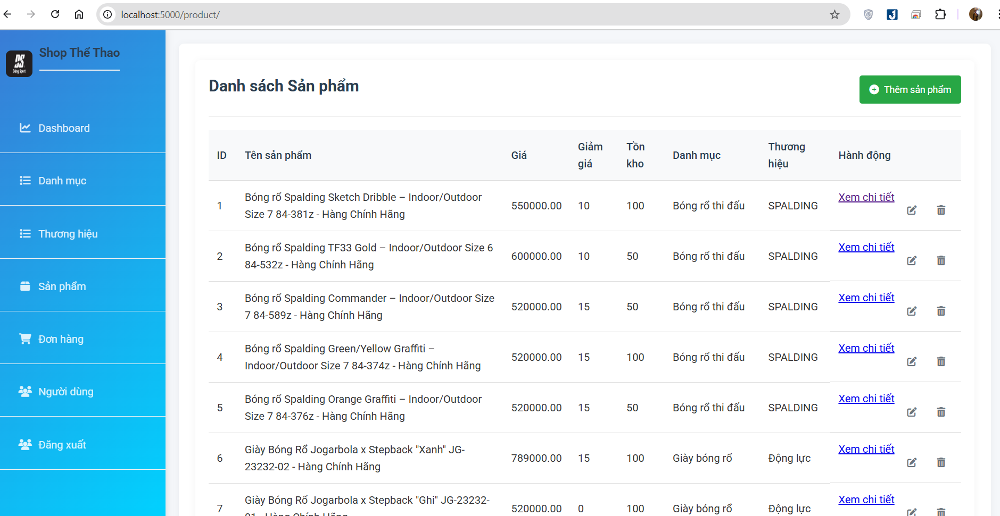 localhost:5000/product/
Shop Thể Thao
DS
Dũng Sport
Dashboard
Danh mục
Thương hiệu
Sản phẩm
Đơn hàng
Người dùng
Đăng xuất
Danh sách Sản phẩm
Thêm sản phẩm
ID Tên sản phẩm Giá Giảm giá Tồn kho Danh mục Thương hiệu Hành động
1 Bóng rổ Spalding Sketch Dribble – Indoor/Outdoor 550000.00 10 100 Bóng rổ thi đấu SPALDING Xem chi tiết
Size 7 84-381z - Hàng Chính Hãng
2 Bóng rổ Spalding TF33 Gold – Indoor/Outdoor Size 6 600000.00 10 50 Bóng rổ thi đấu SPALDING Xem chi tiết
84-532z - Hàng Chính Hãng
3 Bóng rổ Spalding Commander – Indoor/Outdoor Size 520000.00 15 50 Bóng rổ thi đấu SPALDING Xem chi tiết
7 84-589z - Hàng Chính Hãng
4 Bóng rổ Spalding Green/Yellow Graffiti – 520000.00 15 100 Bóng rổ thi đấu SPALDING Xem chi tiết
Indoor/Outdoor Size 7 84-374z - Hàng Chính Hãng
5 Bóng rổ Spalding Orange Graffiti – Indoor/Outdoor 520000.00 15 50 Bóng rổ thi đấu SPALDING Xem chi tiết
Size 7 84-376z - Hàng Chính Hãng
6 Giày Bóng Rổ Jogarbola x Stepback "Xanh" JG- 789000.00 15 100 Giày bóng rổ Động lực Xem chi tiết
23232-02 - Hàng Chính Hãng
7 Giày Bóng Rổ Jogarbola x Stepback "Ghi" JG-23232- 520000.00 0 100 Giày bóng rổ Động lực Xem chi tiết
01 - Hàng Chính Hãng